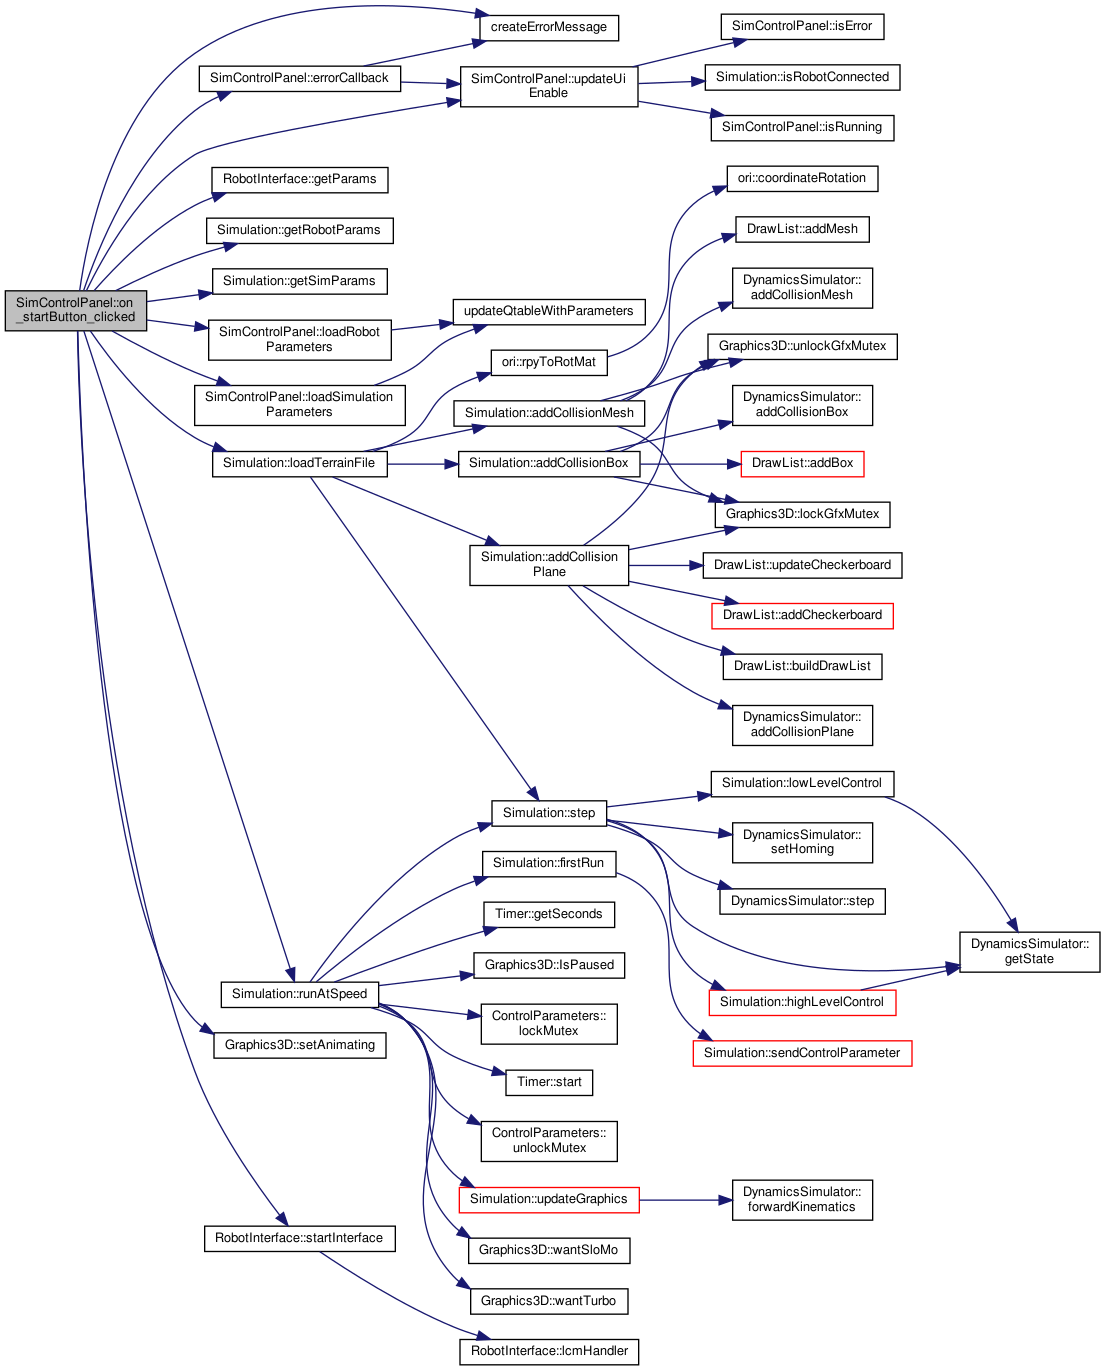 SimControlPanel::on
_startButton_clicked
createErrorMessage
SimControlPanel::errorCallback
SimControlPanel::updateUi
Enable
SimControlPanel::isError
Simulation::isRobotConnected
SimControlPanel::isRunning
RobotInterface::getParams
Simulation::getRobotParams
Simulation::getSimParams
SimControlPanel::loadRobot
Parameters
SimControlPanel::loadSimulation
Parameters
updateQtableWithParameters
Simulation::loadTerrainFile
ori::rpyToRotMat
Simulation::addCollisionMesh
Simulation::addCollisionBox
Simulation::addCollision
Plane
ori::coordinateRotation
DrawList::addMesh
DynamicsSimulator::
addCollisionMesh
Graphics3D::unlockGfxMutex
DynamicsSimulator::
addCollisionBox
DrawList::addBox
Graphics3D::lockGfxMutex
DrawList::updateCheckerboard
DrawList::addCheckerboard
DrawList::buildDrawList
DynamicsSimulator::
addCollisionPlane
Simulation::step
Simulation::lowLevelControl
DynamicsSimulator::
setHoming
DynamicsSimulator::step
DynamicsSimulator::
getState
Simulation::highLevelControl
Simulation::sendControlParameter
Simulation::runAtSpeed
Simulation::firstRun
Timer::getSeconds
Graphics3D::IsPaused
ControlParameters::
lockMutex
Timer::start
ControlParameters::
unlockMutex
Simulation::updateGraphics
DynamicsSimulator::
forwardKinematics
Graphics3D::wantSloMo
Graphics3D::wantTurbo
Graphics3D::setAnimating
RobotInterface::startInterface
RobotInterface::lcmHandler